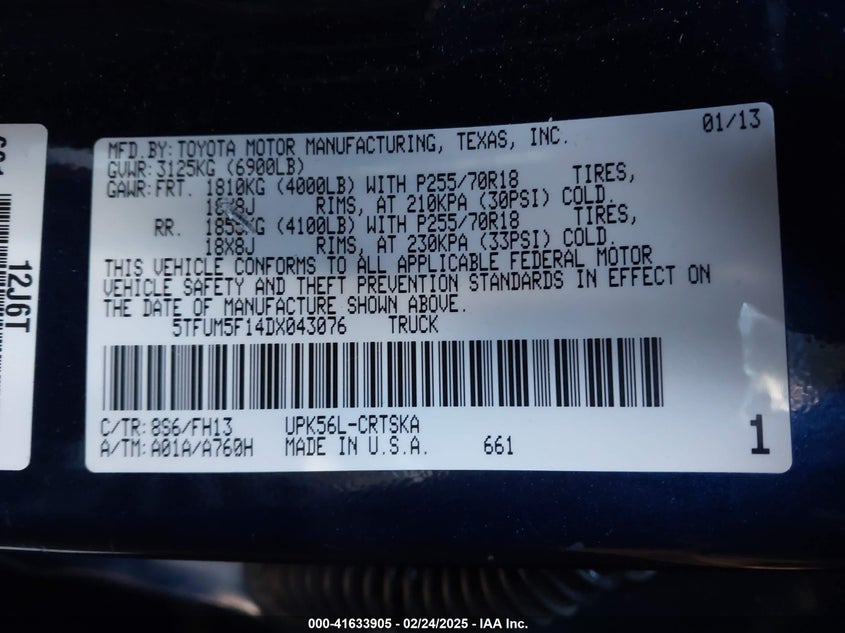 01/13
MFD.BY:TOYOTA MOTOR MANUFACTURING, TEXAS, INC.
GVWR:3125KG (6900LB)
GAWR:FRT. 1810KG (4000LB) WITH P255/70R18 TIRES,
18X8J RIMS, AT 210KPA (30PSI) COLD.
RR. 1855KG (4100LB) WITH P255/70R18 TIRES,
18X8J RIMS, AT 230KPA (33PSI) COLD.
THIS VEHICLE CONFORMS TO ALL APPLICABLE FEDERAL MOTOR
VEHICLE SAFETY AND THEFT PREVENTION STANDARDS IN EFFECT ON
THE DATE OF MANUFACTURE SHOWN ABOVE.
5TFUM5F14DX043076 TRUCK
C/TR:8S6/FH13 UPK56L-CRTSKA
A/TM:A01A/A760H MADE IN U.S.A. 661
1
12J6T
000-41633905 - 02/24/2025 - IAA Inc.